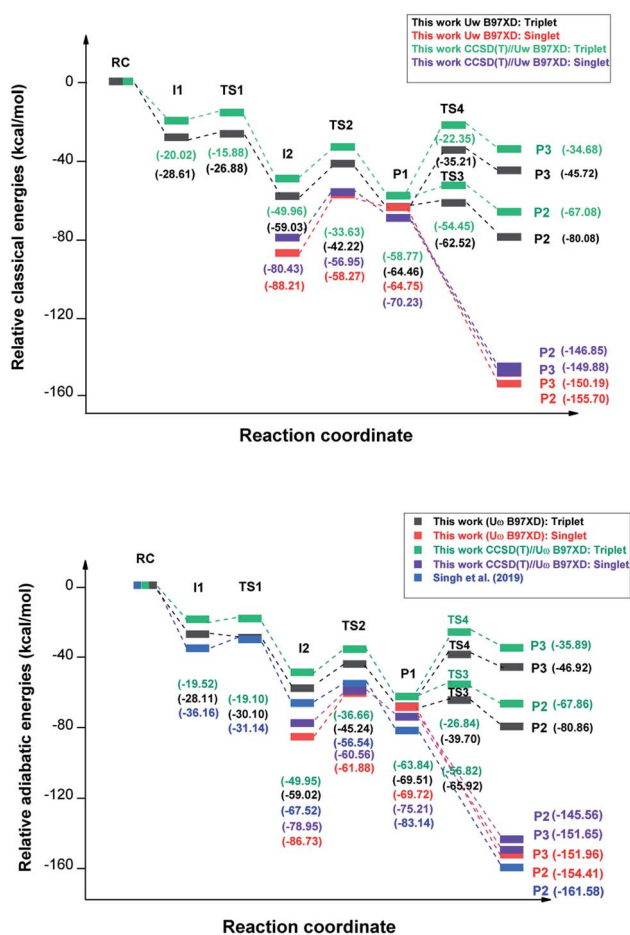 This work Uw B97XD: Triplet
This work Uw B97XD: Singlet
This work CCSD(T)//Uw B97XD: Triplet
This work CCSD(T)//Uw B97XD: Singlet
Relative classical energies (kcal/mol)
0
-40
-80
-120
-160
RC
I1
TS1
I2
TS2
P1
TS4
TS3
(-20.02)
(-28.61)
(-15.88)
(-26.88)
(-49.96)
(-59.03)
(-80.43)
(-88.21)
(-33.63)
(-42.22)
(-56.95)
(-58.27)
(-58.77)
(-64.46)
(-64.75)
(-70.23)
(-22.35)
(-35.21)
(-54.45)
(-62.52)
P3 (-34.68)
P3 (-45.72)
P2 (-67.08)
P2 (-80.08)
P2 (-146.85)
P3 (-149.88)
P3 (-150.19)
P2 (-155.70)
Reaction coordinate
This work (Uω B97XD): Triplet
This work (Uω B97XD): Singlet
This work CCSD(T)//Uω B97XD: Triplet
This work CCSD(T)//Uω B97XD: Singlet
Singh et al. (2019)
Relative adiabatic energies (kcal/mol)
0
-40
-80
-120
-160
RC
I1
TS1
I2
TS2
P1
TS4
TS4
TS3
TS3
(-19.52)
(-28.11)
(-36.16)
(-19.10)
(-30.10)
(-31.14)
(-49.95)
(-59.02)
(-67.52)
(-78.95)
(-86.73)
(-36.66)
(-45.24)
(-56.54)
(-60.56)
(-61.88)
(-63.84)
(-69.51)
(-69.72)
(-75.21)
(-83.14)
(-26.84)
(-39.70)
(-56.82)
(-65.92)
P3 (-35.89)
P3 (-46.92)
P2 (-67.86)
P2 (-80.86)
P2 (-145.56)
P3 (-151.65)
P3 (-151.96)
P2 (-154.41)
P2 (-161.58)
Reaction coordinate